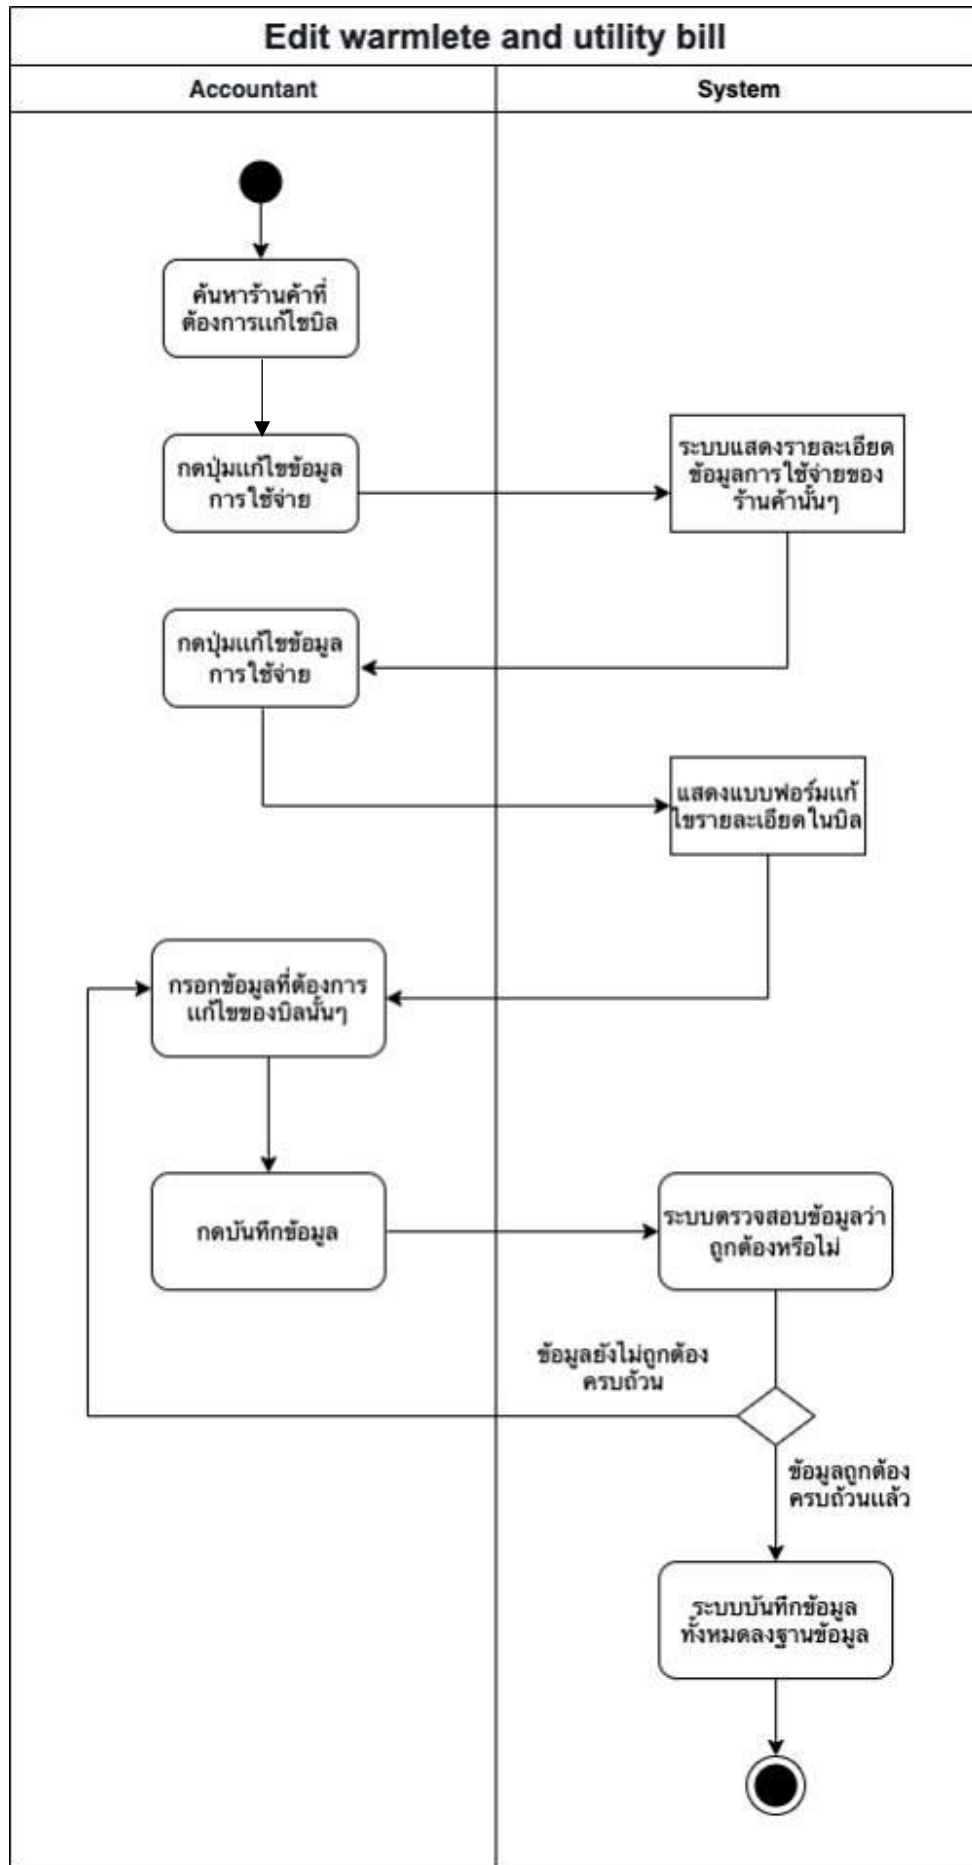 Edit warmlete and utility bill
Accountant
System
ค้นหาร้านค้าที่
ต้องการแก้ไขบิล
กดปุ่มแก้ไขข้อมูล
การใช้จ่าย
ระบบแสดงรายละเอียด
ข้อมูลการใช้จ่ายของ
ร้านค้านั้นๆ
กดปุ่มแก้ไขข้อมูล
การใช้จ่าย
แสดงแบบฟอร์มแก้
ไขรายละเอียดในบิล
กรอกข้อมูลที่ต้องการ
แก้ไขของบิลนั้นๆ
กดบันทึกข้อมูล
ระบบตรวจสอบข้อมูลว่า
ถูกต้องหรือไม่
ข้อมูลยังไม่ถูกต้อง
ครบถ้วน
ข้อมูลถูกต้อง
ครบถ้วนแล้ว
ระบบบันทึกข้อมูล
ทั้งหมดลงฐานข้อมูล